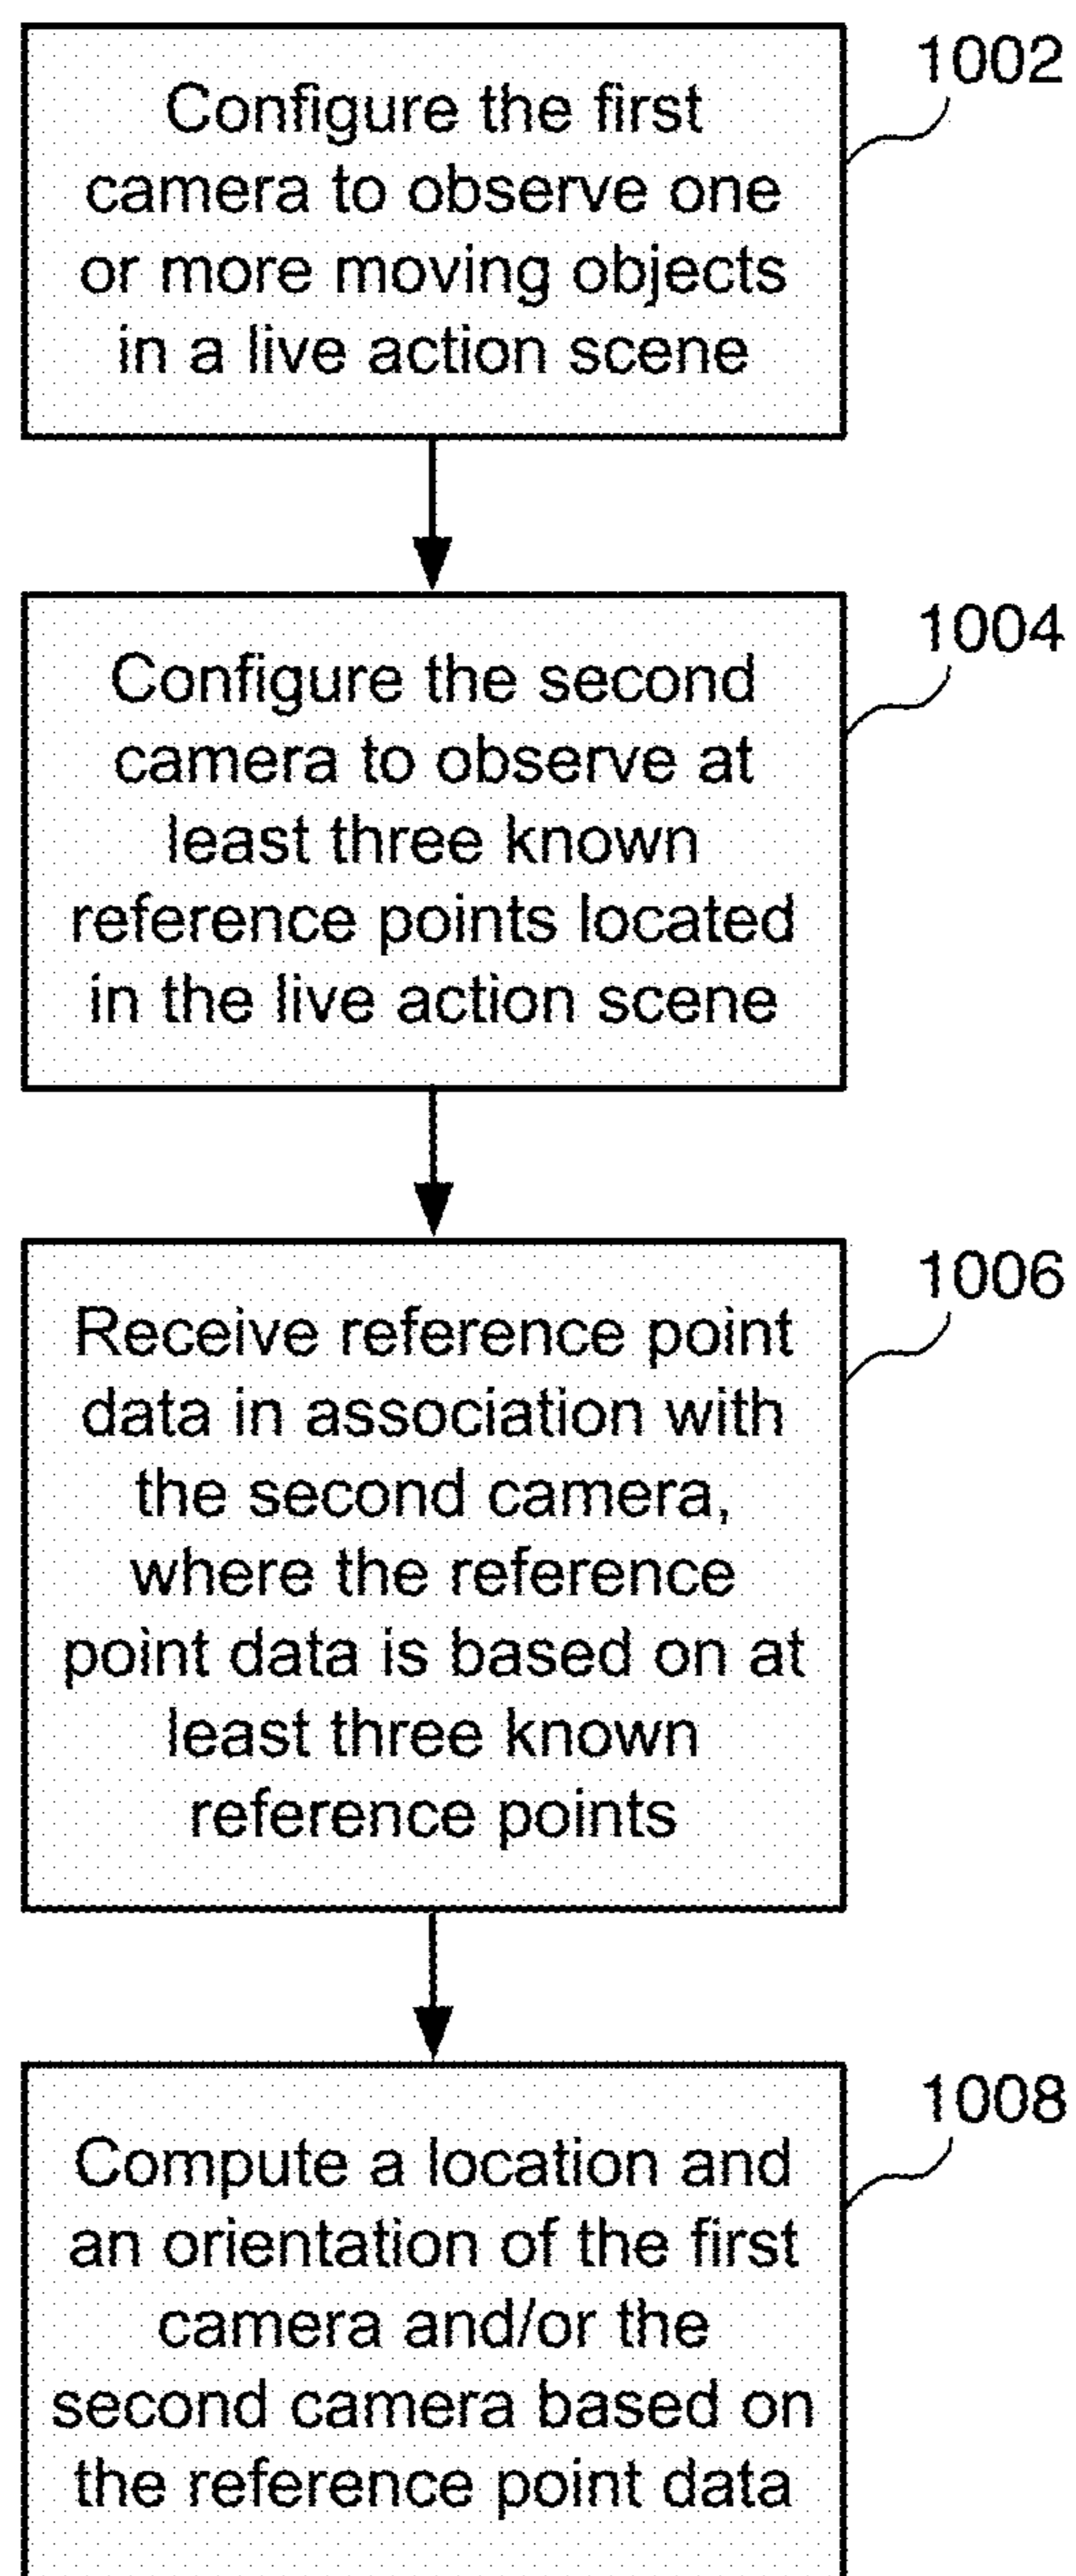 Configure the first
camera to observe one
or more moving objects
in a live action scene
1002
Configure the second
camera to observe at
least three known
reference points located
in the live action scene
1004
Receive reference point
data in association with
the second camera,
where the reference
point data is based on at
least three known
reference points
1006
Compute a location and
an orientation of the first
camera and/or the
second camera based on
the reference point data
1008